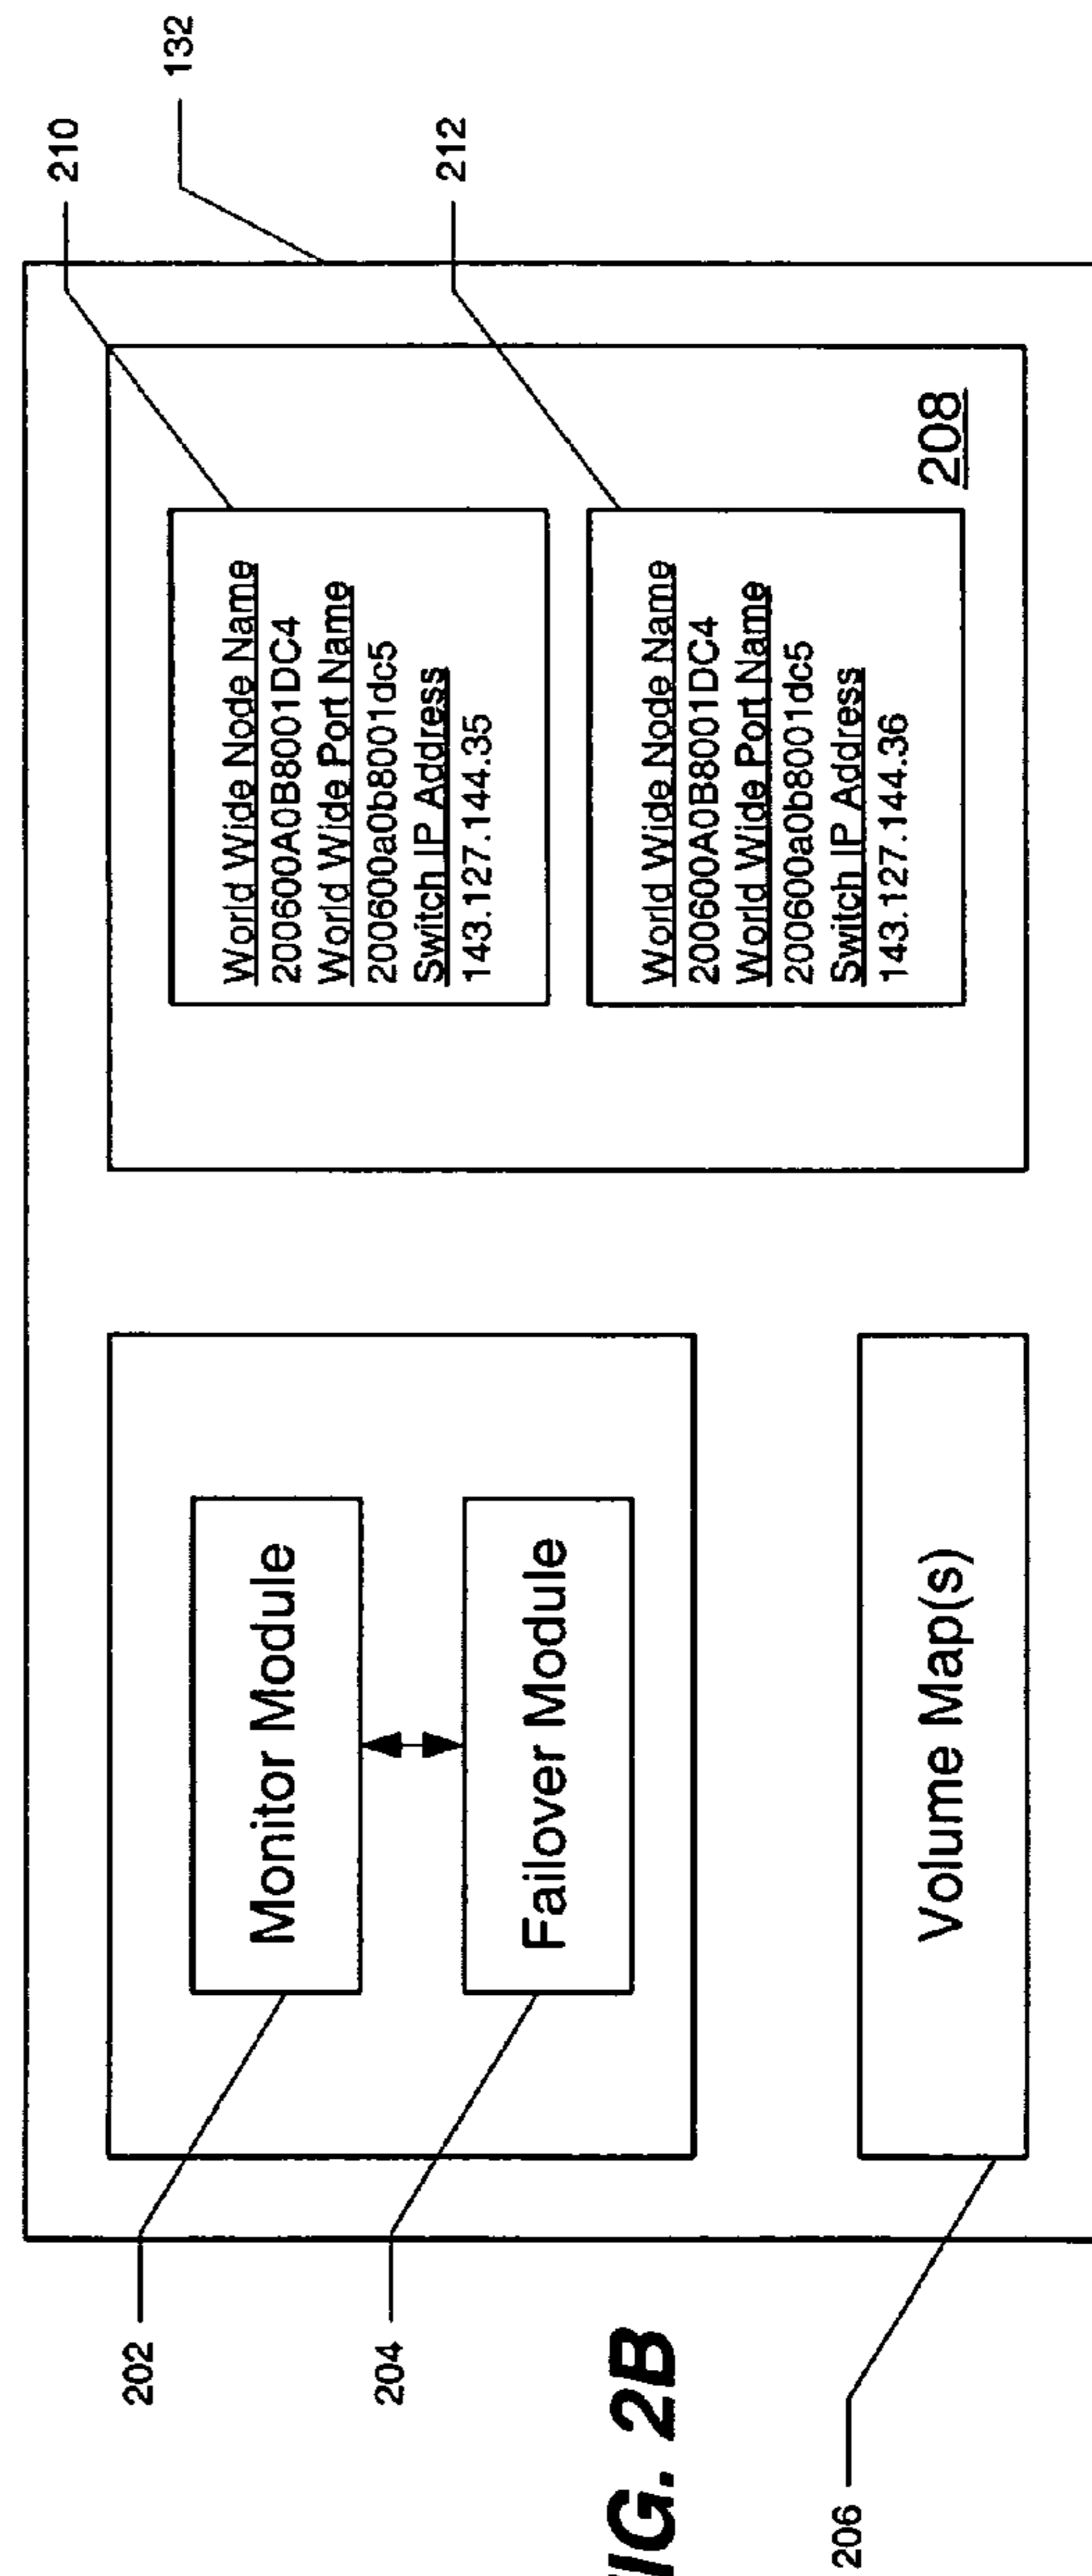 132
210
212
202
Monitor Module
204
Failover Module
206
Volume Map(s)
World Wide Node Name
200600A0B8001DC4
World Wide Port Name
200600a0b8001dc5
Switch IP Address
143.127.144.35
World Wide Node Name
200600A0B8001DC4
World Wide Port Name
200600a0b8001dc5
Switch IP Address
143.127.144.36
208
IG. 2B